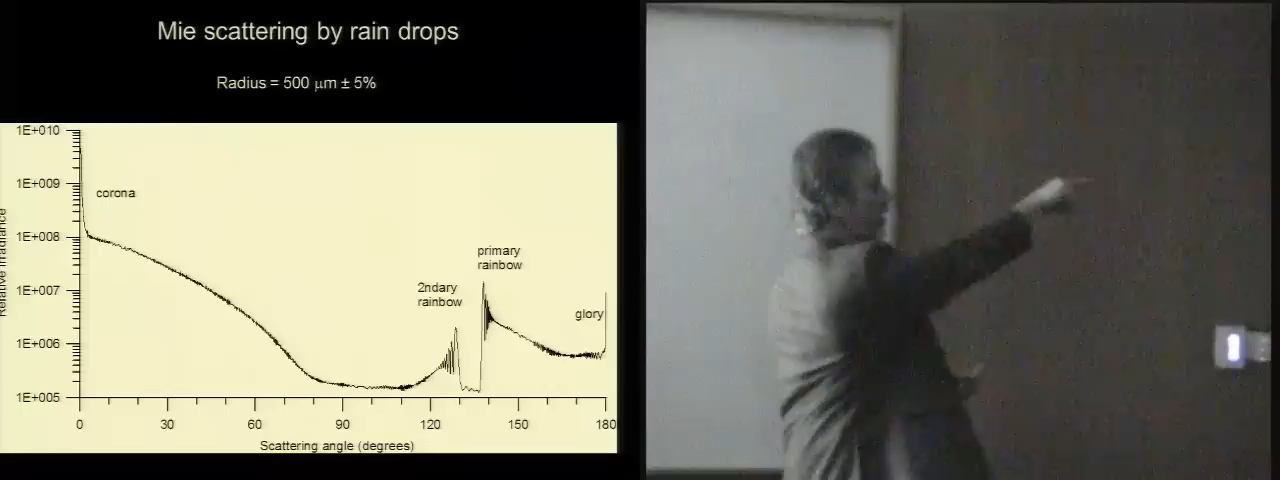 Mie scattering by rain drops
Radius = 500 μm ± 5%
1E+010
1E+009
1E+008
1E+007
1E+006
1E+005
Relative irradiance
corona
primary
rainbow
2ndary
rainbow
glory
0
30
60
90
120
150
180
Scattering angle (degrees)